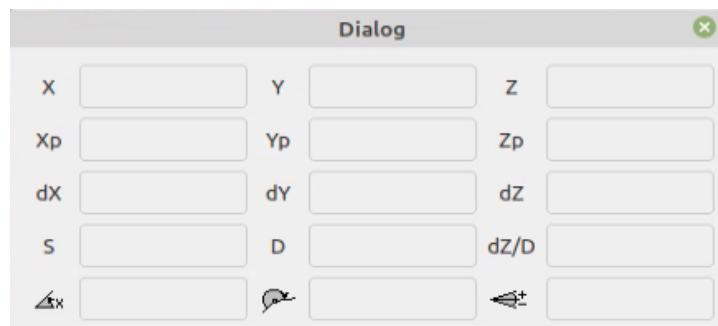 Dialog
X Y Z
Xp Yp Zp
dX dY dZ
S D dZ/D
x